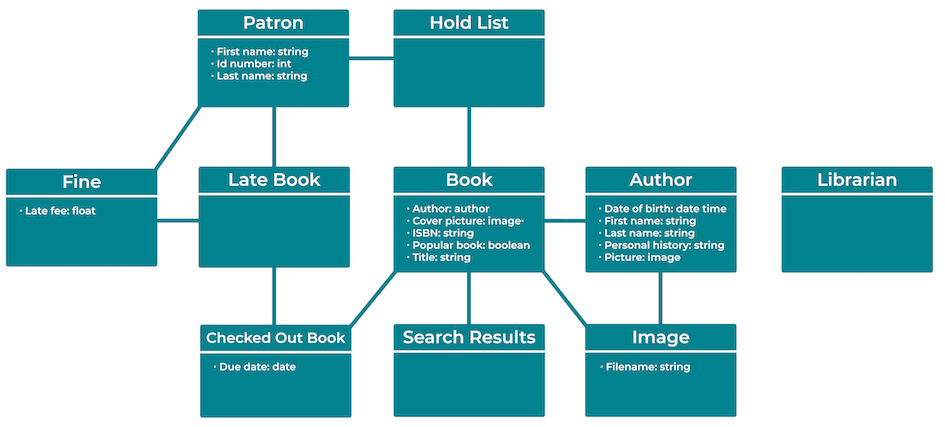 Patron
· First name: string
· Id number: int
· Last name: string
Hold List
Fine
· Late fee: float
Late Book
Book
· Author: author
· Cover picture: image·
· ISBN: string
· Popular book: boolean
· Title: string
Author
· Date of birth: date time
· First name: string
· Last name: string
· Personal history: string
· Picture: image
Librarian
Checked Out Book
· Due date: date
Search Results
Image
· Filename: string